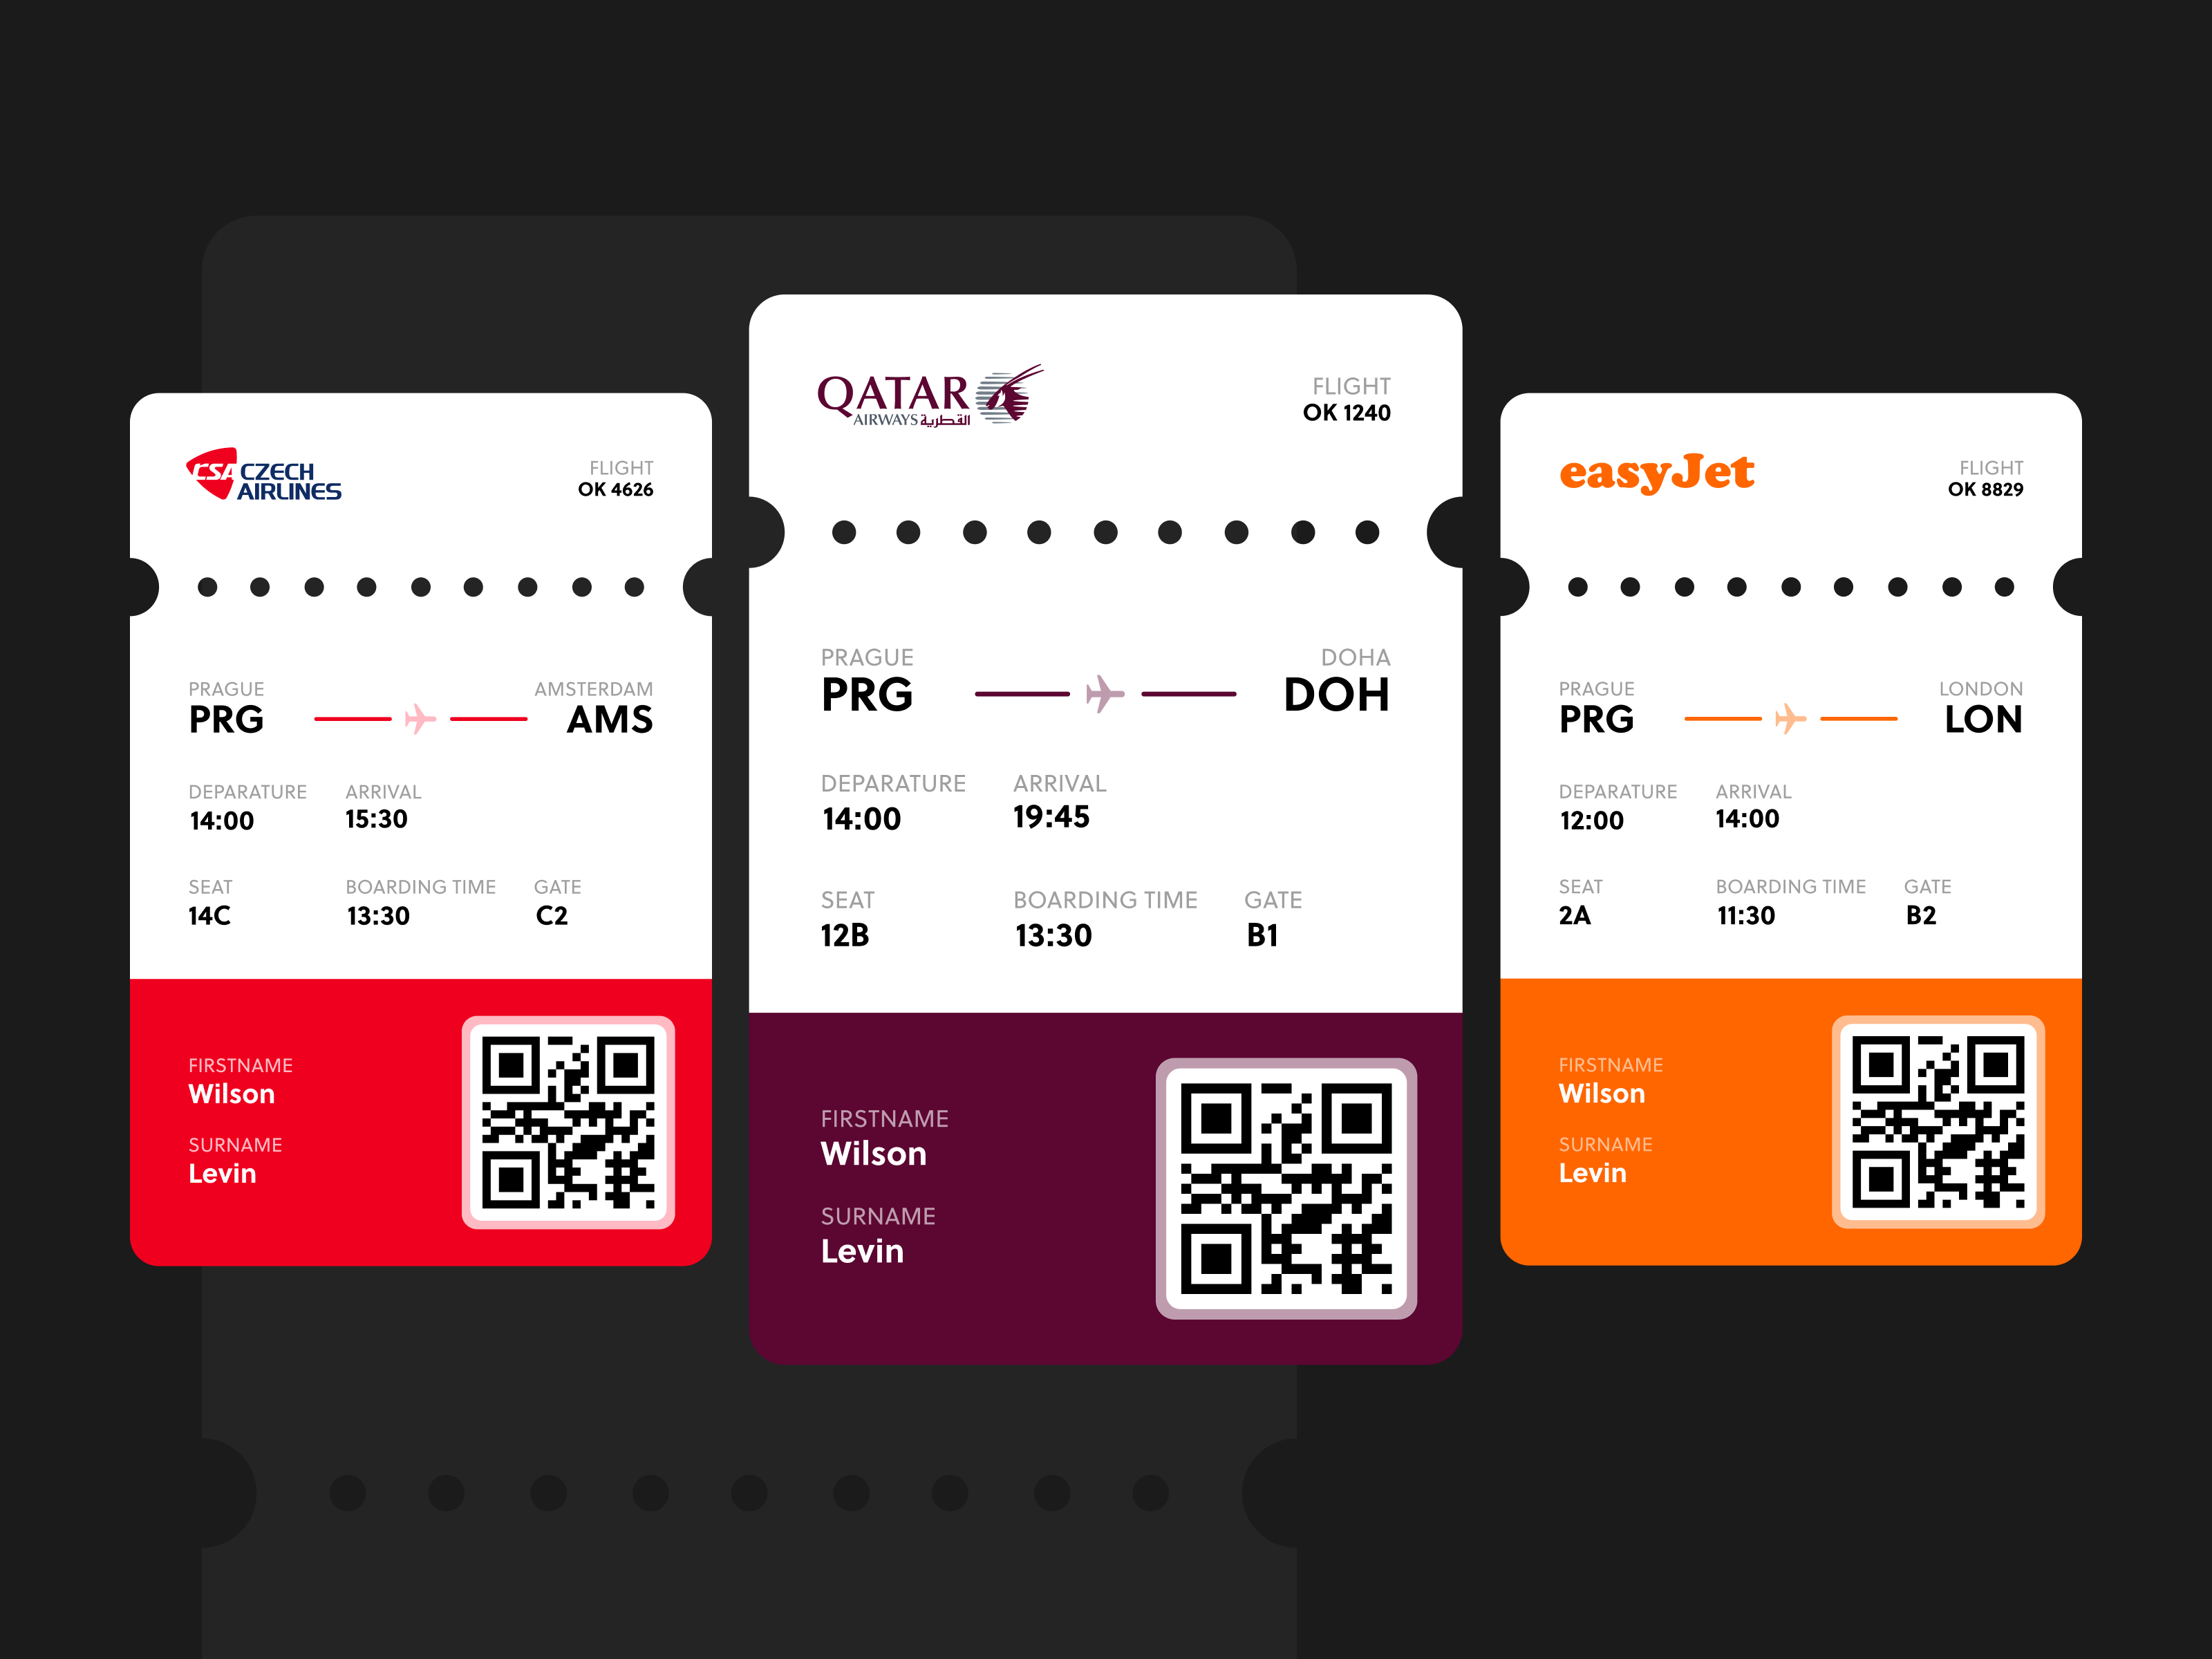 CSA CZECH
AIRLINES
FLIGHT
OK 4626
PRAGUE
PRG
AMSTERDAM
AMS
DEPARATURE
14:00
ARRIVAL
15:30
SEAT
14C
BOARDING TIME
13:30
GATE
C2
FIRSTNAME
Wilson
SURNAME
Levin
QATAR
AIRWAYS القطرية
FLIGHT
OK 1240
PRAGUE
PRG
DOHA
DOH
DEPARATURE
14:00
ARRIVAL
19:45
SEAT
12B
BOARDING TIME
13:30
GATE
B1
FIRSTNAME
Wilson
SURNAME
Levin
easyJet
FLIGHT
OK 8829
PRAGUE
PRG
LONDON
LON
DEPARATURE
12:00
ARRIVAL
14:00
SEAT
2A
BOARDING TIME
11:30
GATE
B2
FIRSTNAME
Wilson
SURNAME
Levin